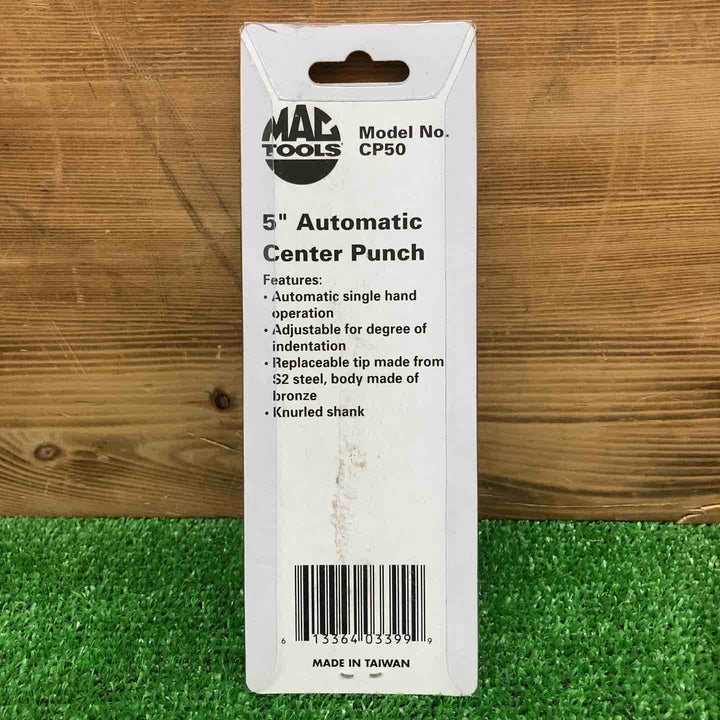 MAC
TOOLS
Model No.
CP50
5" Automatic
Center Punch
Features:
• Automatic single hand
operation
• Adjustable for degree of
indentation
• Replaceable tip made from
S2 steel, body made of
bronze
• Knurled shank
6 13364 03399 9
MADE IN TAIWAN